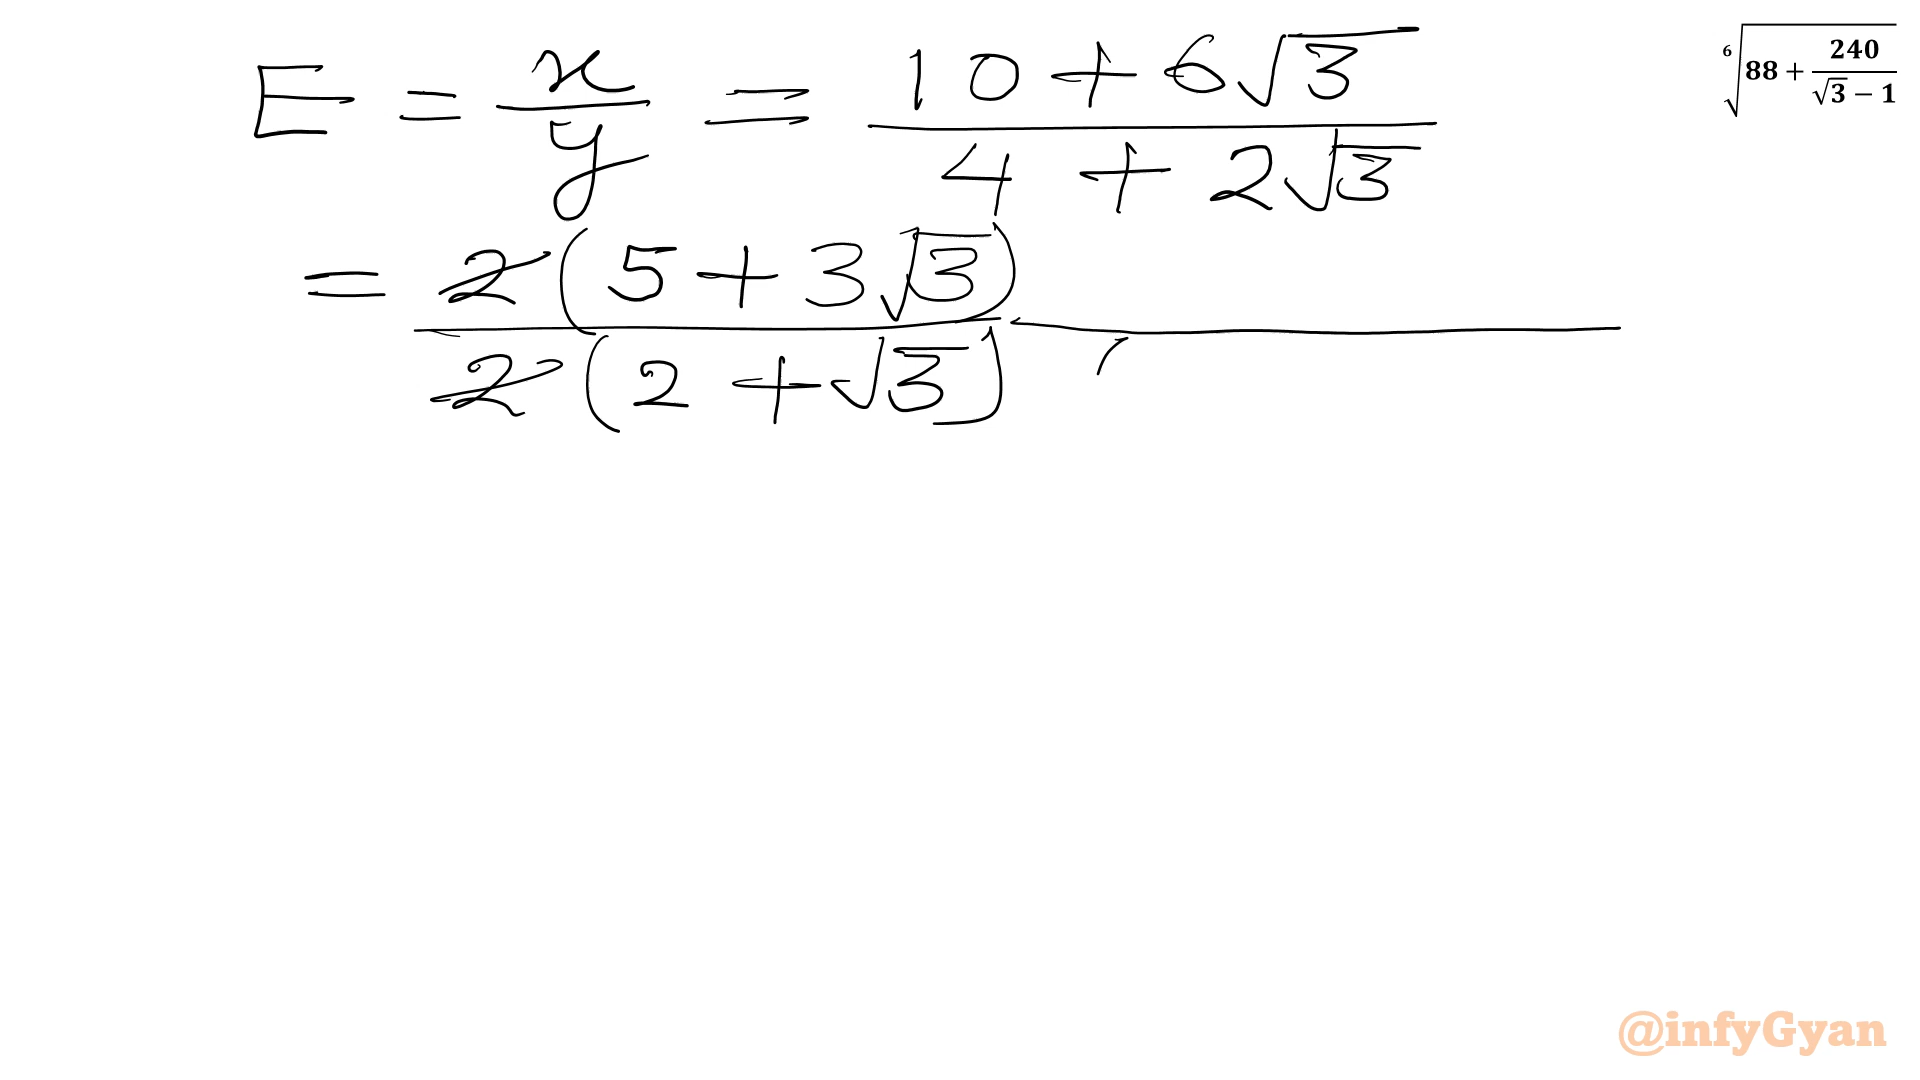 E = x/y = (10 + 6√3)/(4 + 2√3)
⁶√(88 + 240/(√3 − 1))
= 2(5 + 3√3)/2(2 + √3) · /(
@infyGyan